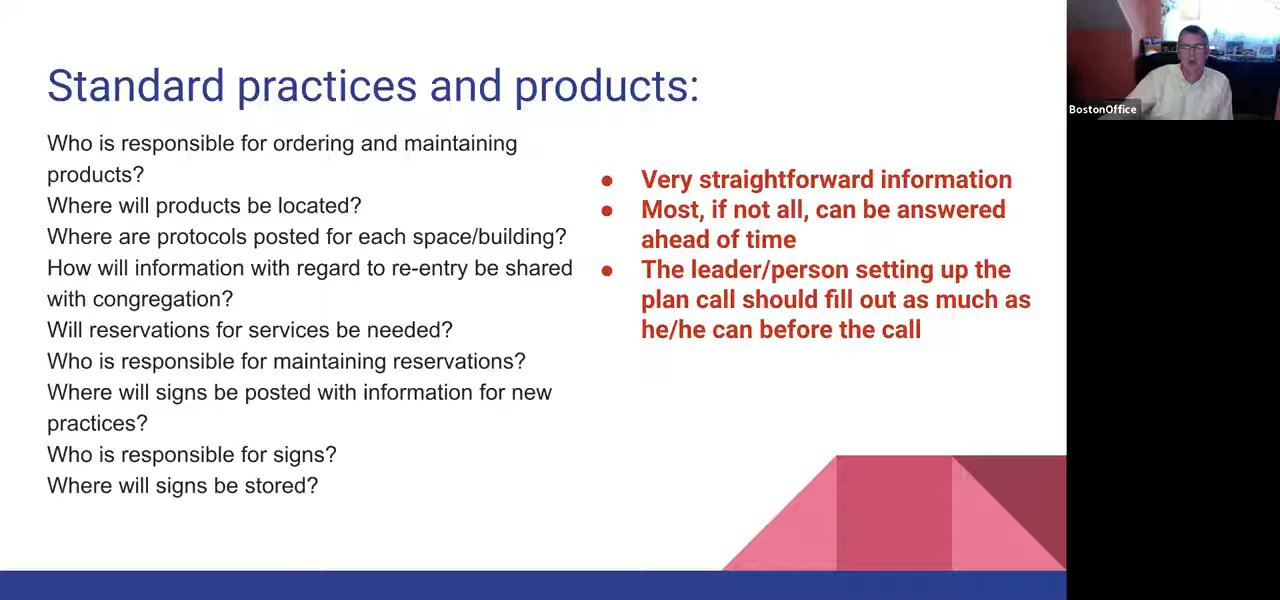 Standard practices and products:
Who is responsible for ordering and maintaining
products?
Where will products be located?
Where are protocols posted for each space/building?
How will information with regard to re-entry be shared
with congregation?
Will reservations for services be needed?
Who is responsible for maintaining reservations?
Where will signs be posted with information for new
practices?
Who is responsible for signs?
Where will signs be stored?
● Very straightforward information
● Most, if not all, can be answered
ahead of time
● The leader/person setting up the
plan call should fill out as much as
he/he can before the call
BostonOffice